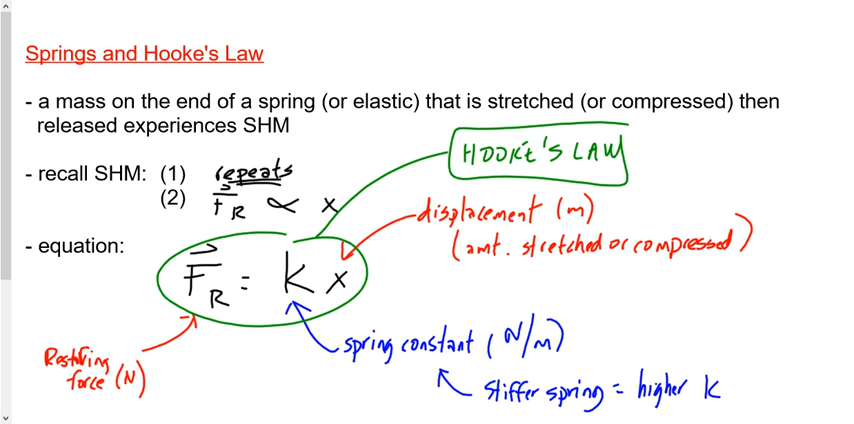 Springs and Hooke's Law
- a mass on the end of a spring (or elastic) that is stretched (or compressed) then
released experiences SHM
HOOKE'S LAW
- recall SHM: (1) repeats
(2) F⃗_R ∝ x
displacement (m)
(amt. stretched or compressed)
- equation:
F⃗_R = k x
spring constant (N/m)
Restoring
force (N)
stiffer spring = higher k